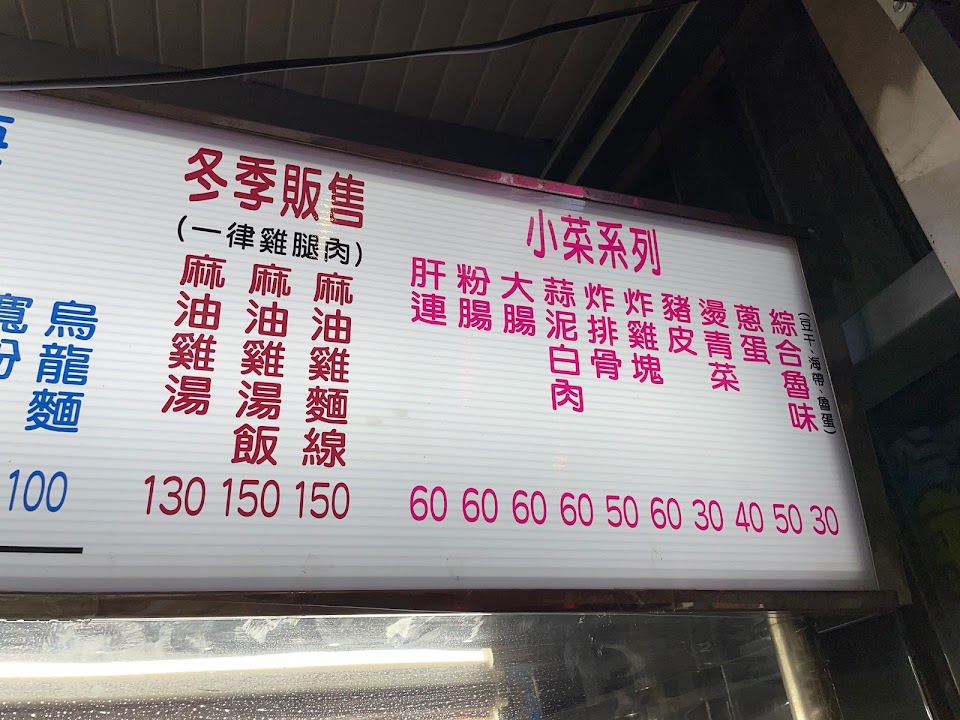 寬粉
烏龍麵
100
冬季販售
(一律雞腿肉)
麻油雞湯
麻油雞湯飯
麻油雞麵線
130 150 150
小菜系列
肝連
粉腸
大腸
蒜泥白肉
炸排骨
炸雞塊
豬皮
燙青菜
蔥蛋
綜合魯味
(豆干、海帶、魯蛋)
60 60 60 60 50 60 30 40 50 30